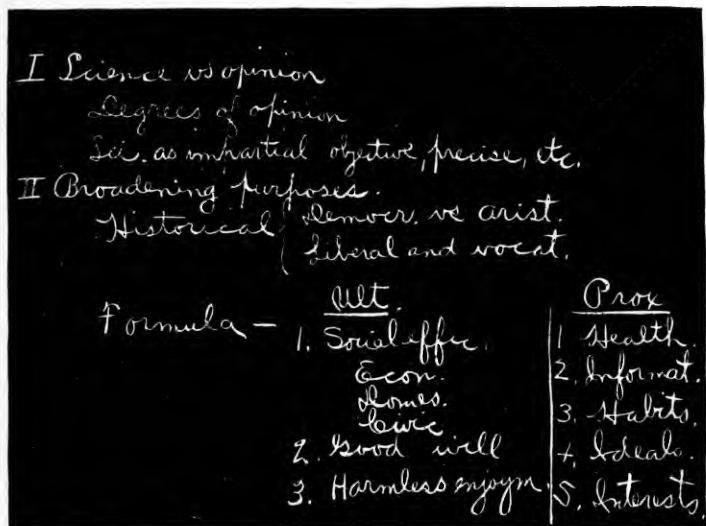 I Science vs opinion
Degrees of opinion
Sci. as impartial objective, precise, etc.
II Broadening purposes.
Historical { Democr. vs arist.
Liberal and vocat.
Formula —
Ult.
1. Social effic.
Econ.
Domes.
Civic
2. Good will
3. Harmless enjoym.
Prox
1 Health.
2. Informat.
3. Habits.
4. Ideals.
5. Interests.